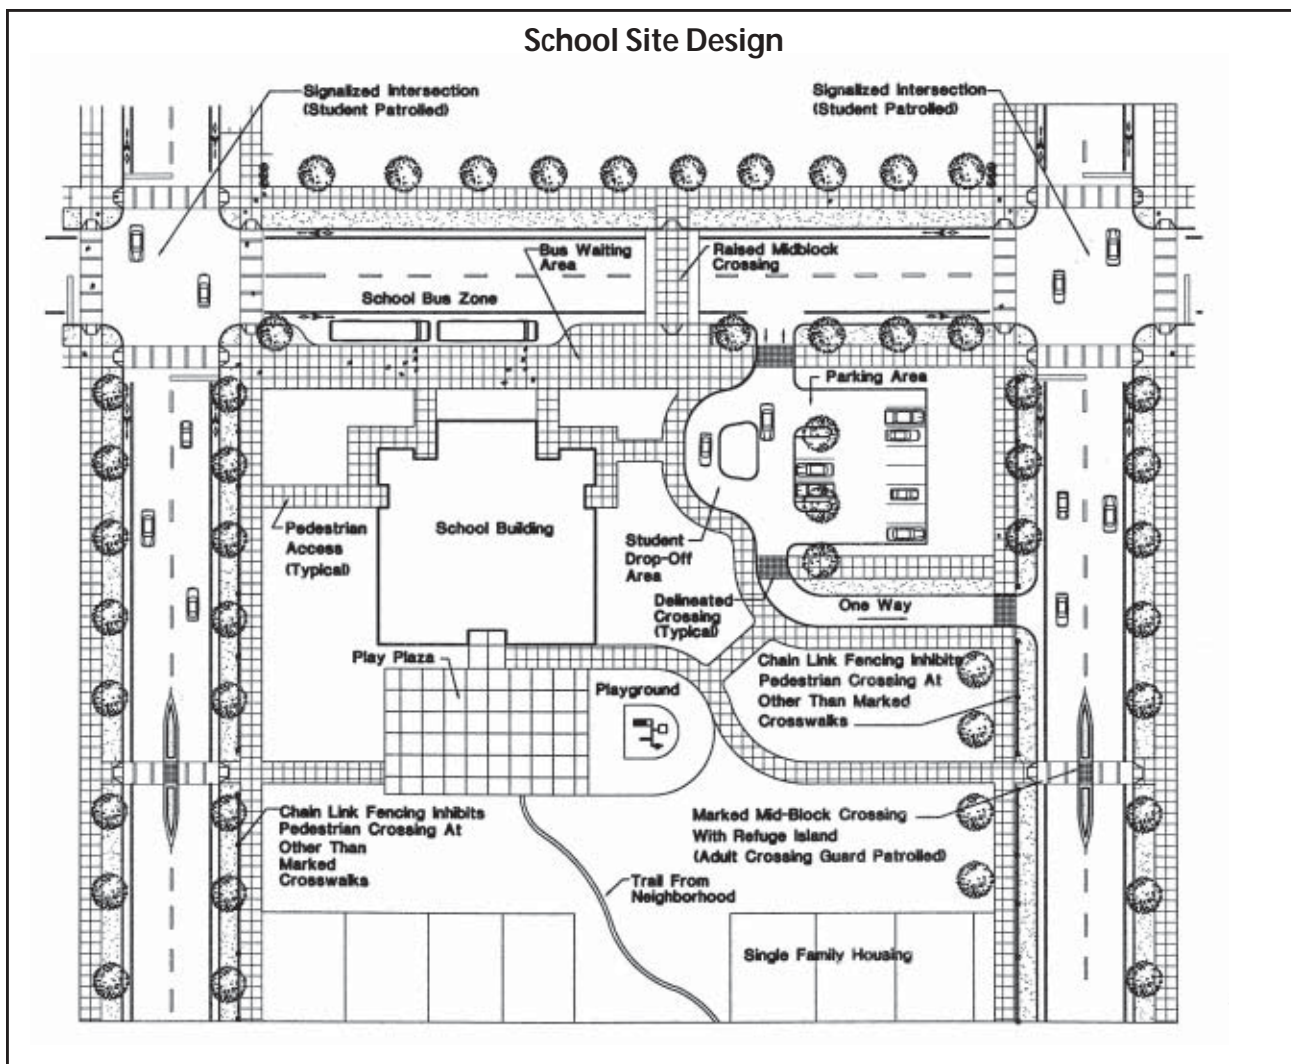 School Site Design
Signalized Intersection
(Student Patrolled)
Signalized Intersection
(Student Patrolled)
Bus Waiting
Area
Raised Midblock
Crossing
School Bus Zone
Parking Area
School Building
Pedestrian
Access
(Typical)
Student
Drop-Off
Area
Delineated
Crossing
(Typical)
One Way
Play Plaza
Playground
Chain Link Fencing Inhibits
Pedestrian Crossing At
Other Than Marked
Crosswalks
Chain Link Fencing Inhibits
Pedestrian Crossing At
Other Than
Marked
Crosswalks
Marked Mid-Block Crossing
With Refuge Island
(Adult Crossing Guard Patrolled)
Trail From
Neighborhood
Single Family Housing